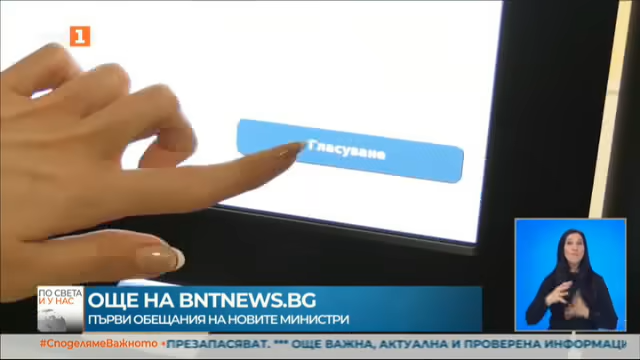 1
Гласуване
ПО СВЕТА
И У НАС
ОЩЕ НА BNTNEWS.BG
ПЪРВИ ОБЕЩАНИЯ НА НОВИТЕ МИНИСТРИ
#СподелямеВажното • ПРЕЗАПАСЯВАТ. *** ОЩЕ ВАЖНА, АКТУАЛНА И ПРОВЕРЕНА ИНФОРМАЦИ